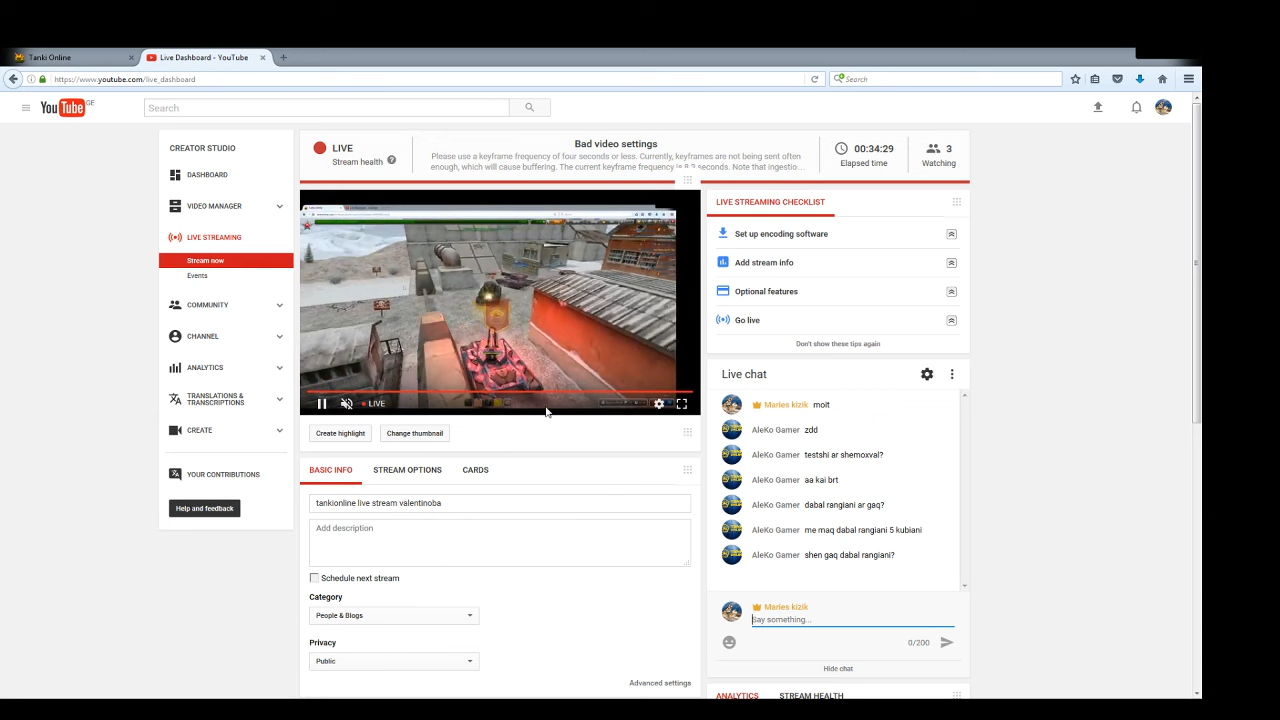 Tanki Online
Live Dashboard - YouTube
https://www.youtube.com/live_dashboard
Search
YouTube GE
Search
CREATOR STUDIO
DASHBOARD
VIDEO MANAGER
LIVE STREAMING
Stream now
Events
COMMUNITY
CHANNEL
ANALYTICS
TRANSLATIONS &
TRANSCRIPTIONS
CREATE
YOUR CONTRIBUTIONS
Help and feedback
LIVE
Stream health
Bad video settings
Please use a keyframe frequency of four seconds or less. Currently, keyframes are not being sent often
enough, which will cause buffering. The current keyframe frequency is 8.3 seconds. Note that ingestio...
00:34:29
Elapsed time
3
Watching
LIVE
Create highlight
Change thumbnail
BASIC INFO
STREAM OPTIONS
CARDS
tankionline live stream valentinoba
Add description
Schedule next stream
Category
People & Blogs
Privacy
Public
Advanced settings
LIVE STREAMING CHECKLIST
Set up encoding software
Add stream info
Optional features
Go live
Don't show these tips again
Live chat
Maries kizik moit
AleKo Gamer zdd
AleKo Gamer testshi ar shemoxval?
AleKo Gamer aa kai brt
AleKo Gamer dabal rangiani ar gaq?
AleKo Gamer me maq dabal rangiani 5 kubiani
AleKo Gamer shen gaq dabal rangiani?
Maries kizik
Say something...
0/200
Hide chat
ANALYTICS
STREAM HEALTH